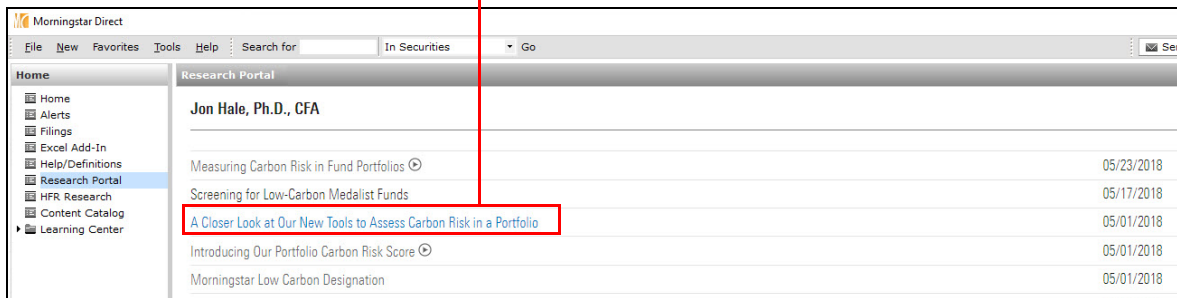 Morningstar Direct
File New Favorites Tools Help Search for In Securities Go
Home
Home
Alerts
Filings
Excel Add-In
Help/Definitions
Research Portal
HFR Research
Content Catalog
Learning Center
Research Portal
Jon Hale, Ph.D., CFA
Measuring Carbon Risk in Fund Portfolios 05/23/2018
Screening for Low-Carbon Medalist Funds 05/17/2018
A Closer Look at Our New Tools to Assess Carbon Risk in a Portfolio 05/01/2018
Introducing Our Portfolio Carbon Risk Score 05/01/2018
Morningstar Low Carbon Designation 05/01/2018